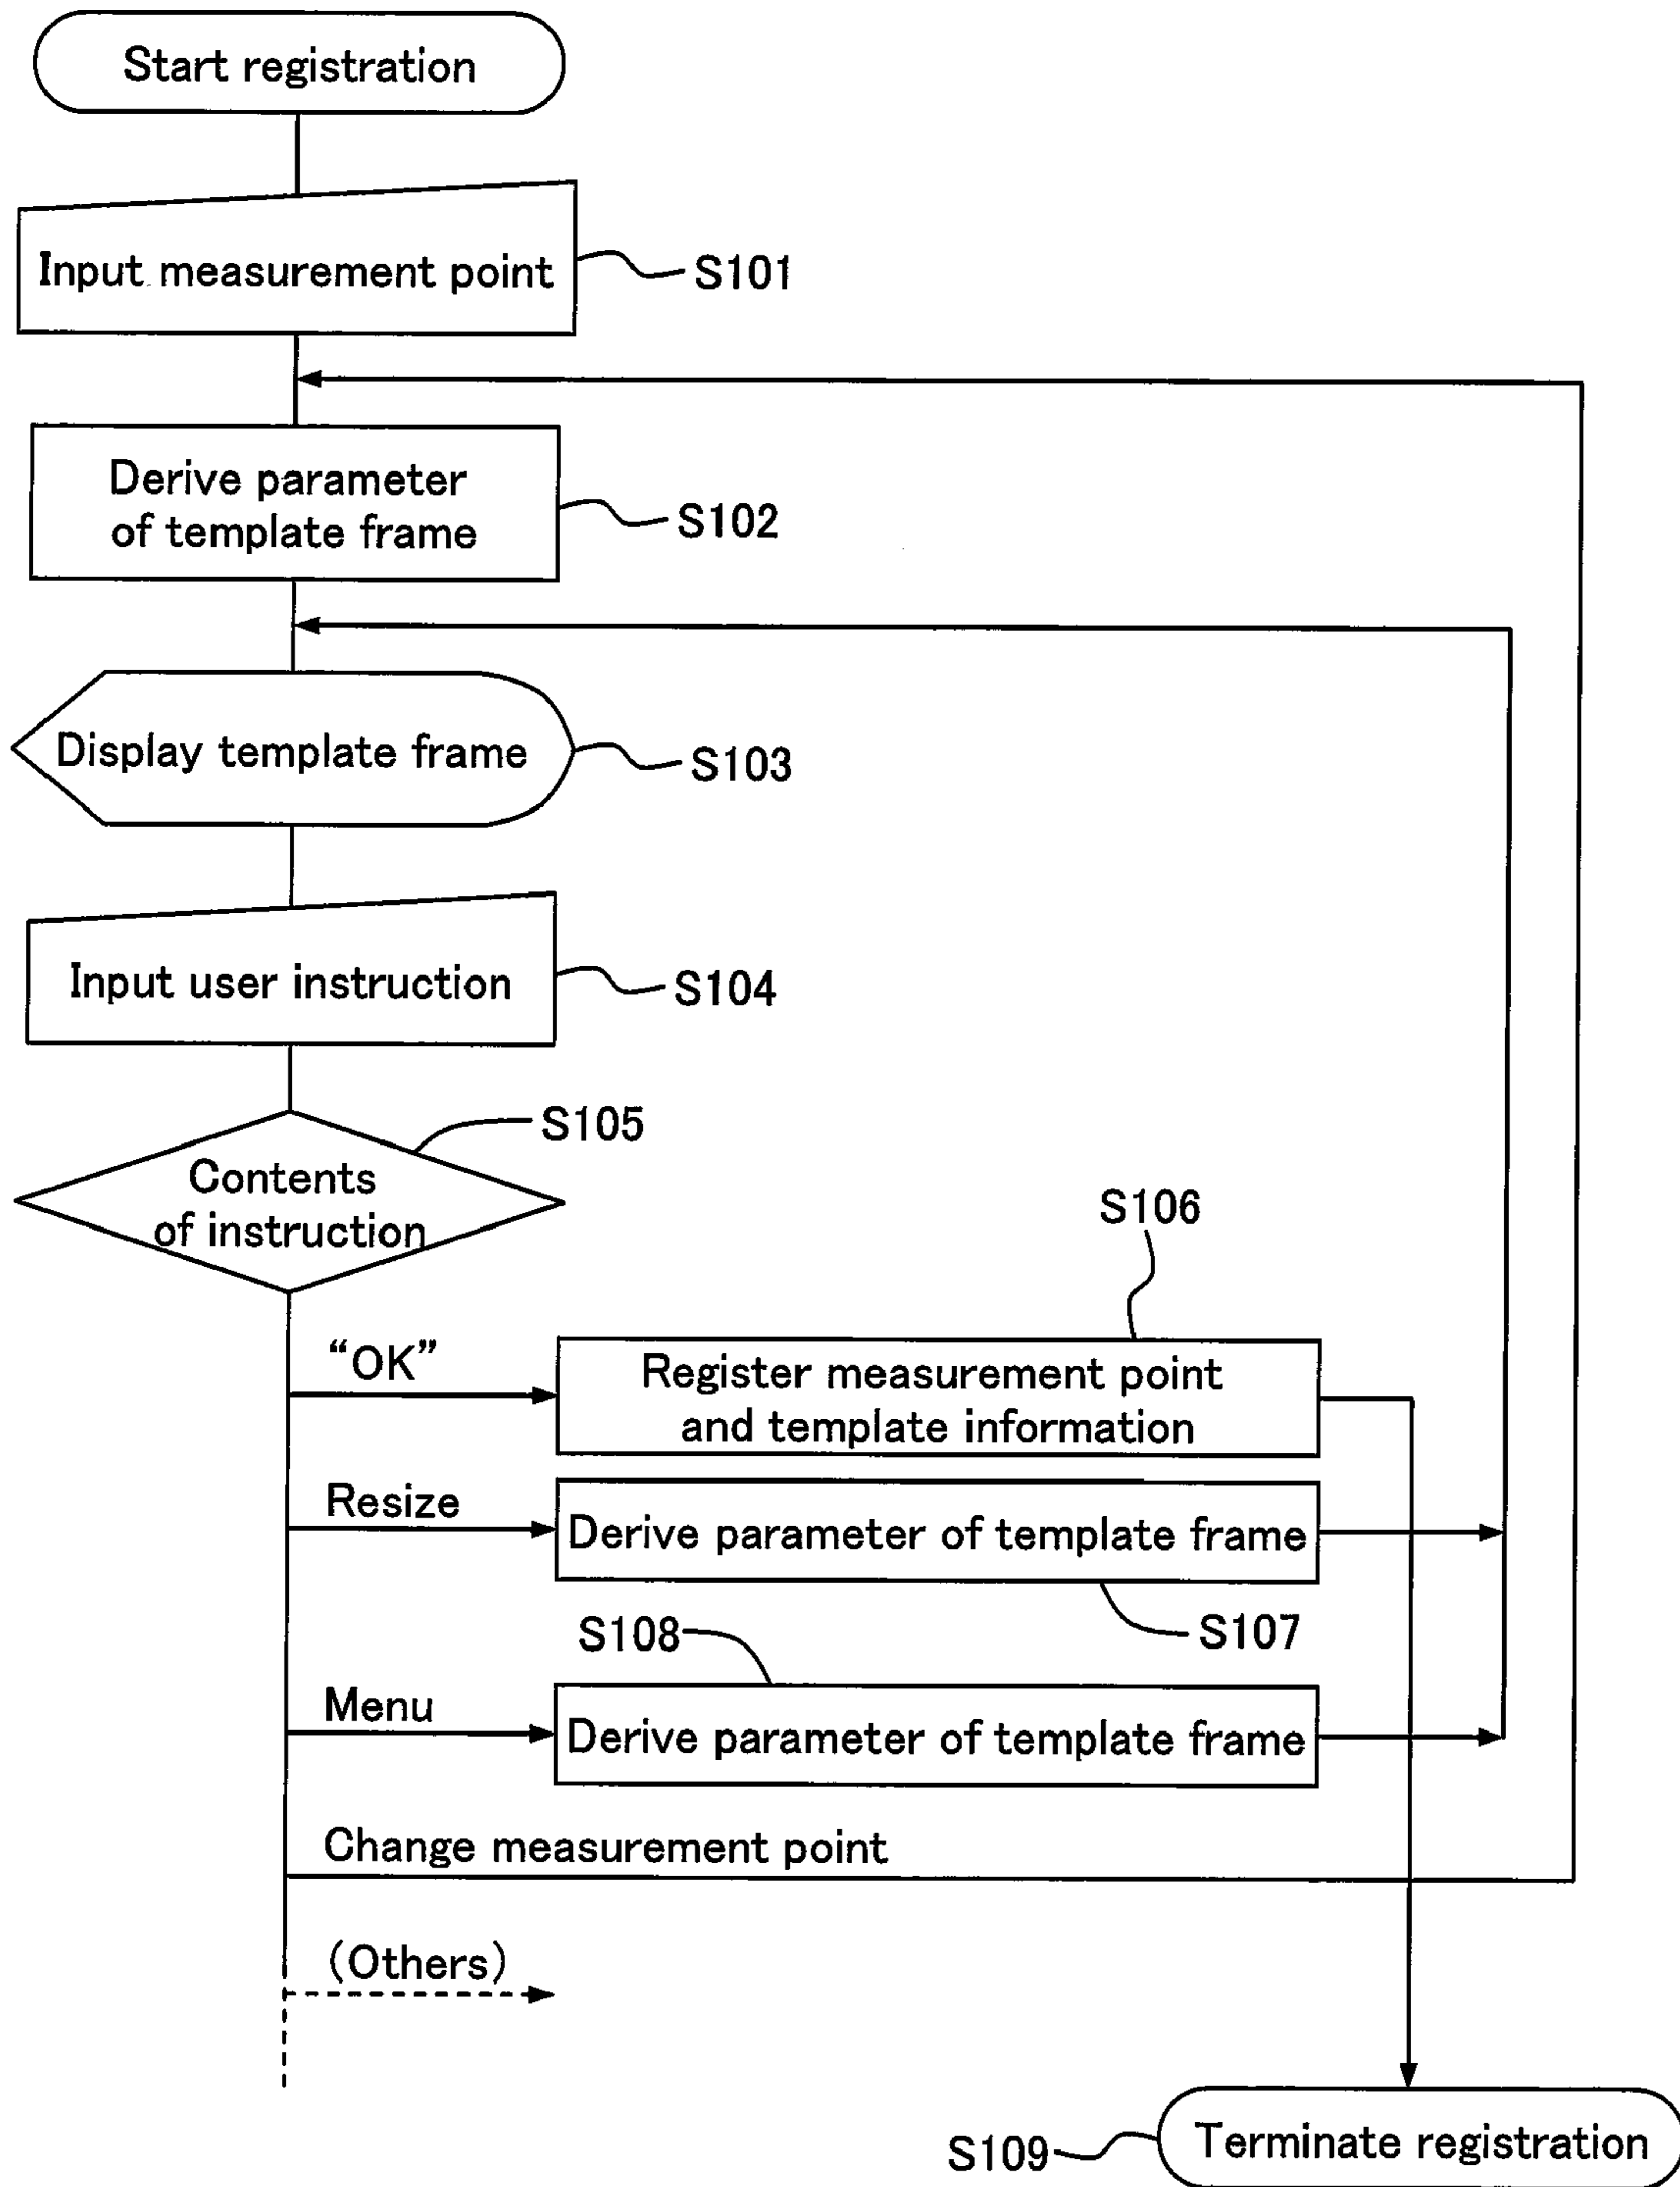 Start registration
Input measurement point
S101
Derive parameter
of template frame
S102
Display template frame
S103
Input user instruction
S104
S105
Contents
of instruction
S106
“OK”
Register measurement point
and template information
Resize
Derive parameter of template frame
S107
S108
Menu
Derive parameter of template frame
Change measurement point
(Others)
S109
Terminate registration